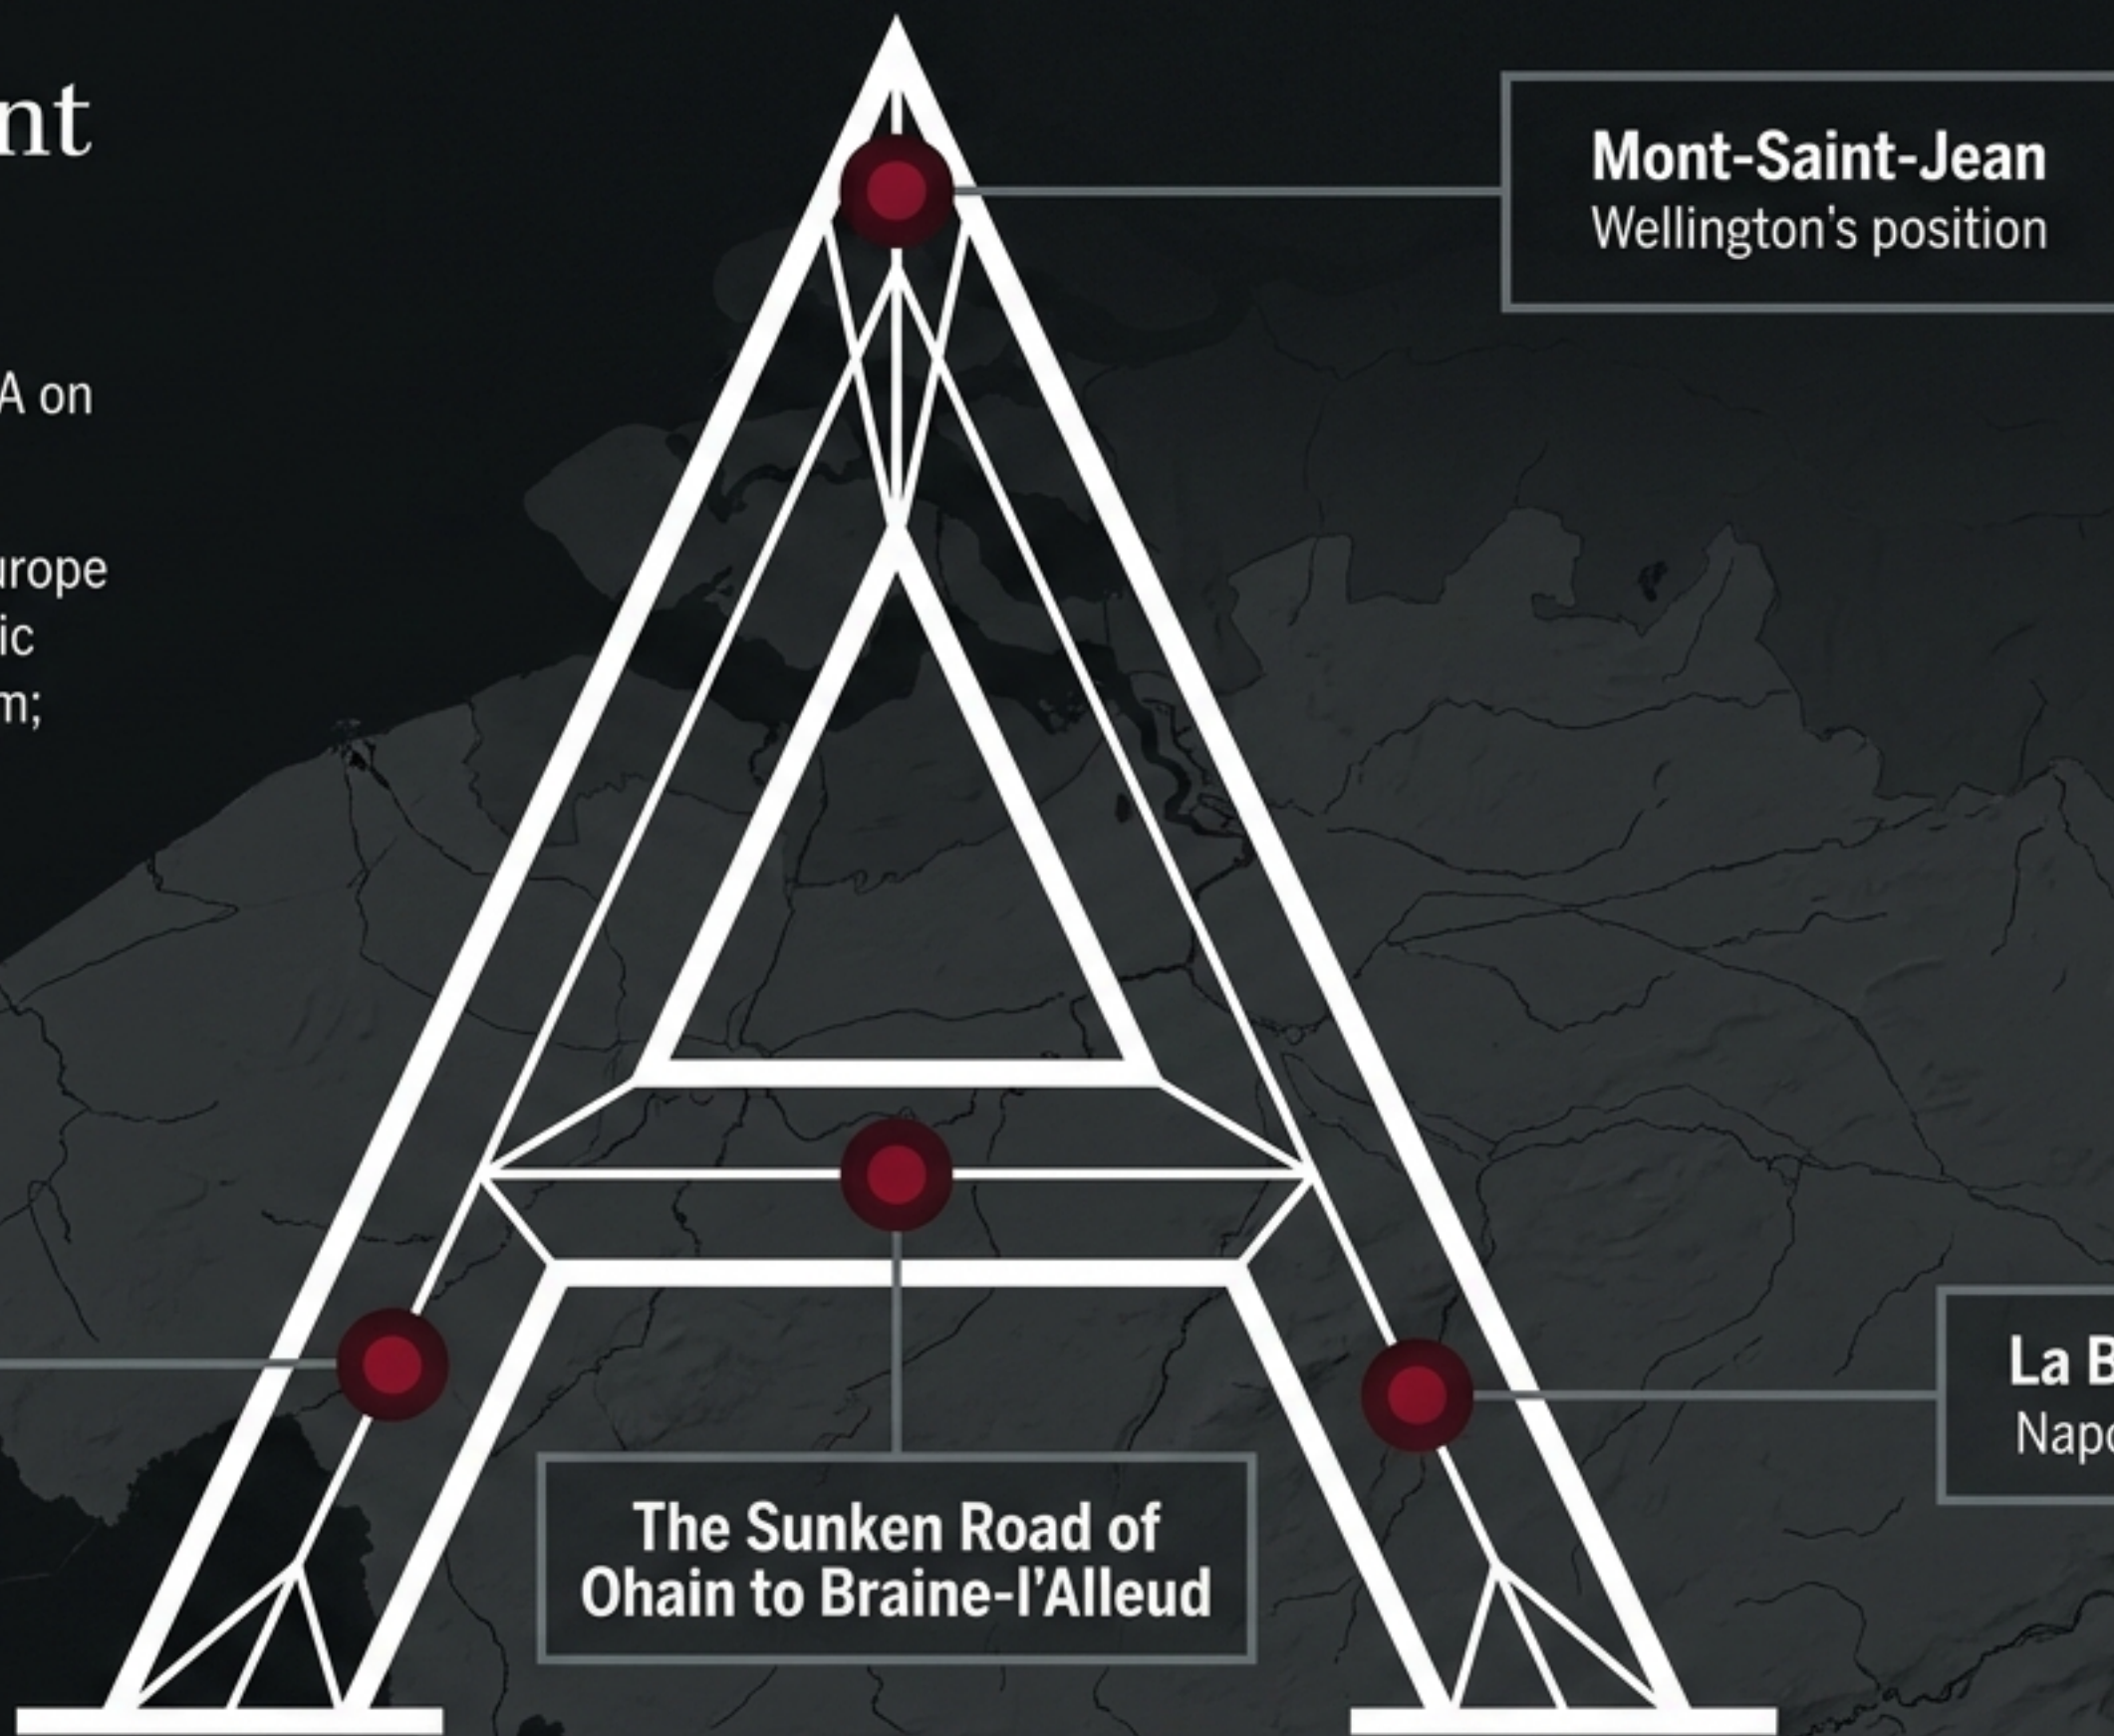 nt
Mont-Saint-Jean
Wellington's position
A on
urope
ic
m;
La B
Napo
The Sunken Road of
Ohain to Braine-l’Alleud